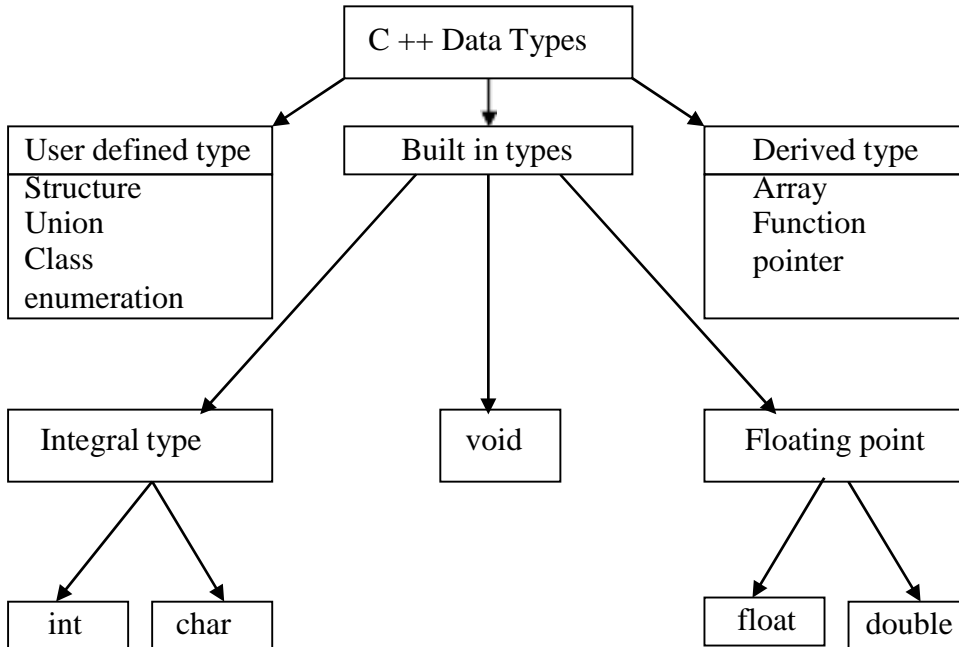 C ++ Data Types
User defined type
Structure
Union
Class
enumeration
Built in types
Derived type
Array
Function
pointer
Integral type
void
Floating point
int
char
float
double